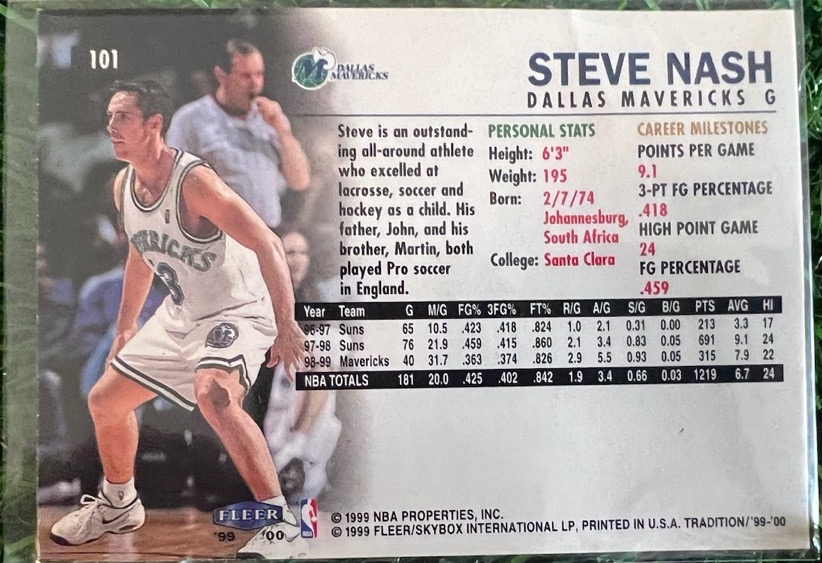 101
M DALLAS
MAVERICKS
STEVE NASH
DALLAS MAVERICKS G
Steve is an outstand-
ing all-around athlete
who excelled at
lacrosse, soccer and
hockey as a child. His
father, John, and his
brother, Martin, both
played Pro soccer
in England.
PERSONAL STATS
Height: 6'3"
Weight: 195
Born: 2/7/74
Johannesburg,
South Africa
College: Santa Clara
CAREER MILESTONES
POINTS PER GAME
9.1
3-PT FG PERCENTAGE
.418
HIGH POINT GAME
24
FG PERCENTAGE
.459
Year Team G M/G FG% 3FG% FT% R/G A/G S/G B/G PTS AVG HI
96-97 Suns 65 10.5 .423 .418 .824 1.0 2.1 0.31 0.00 213 3.3 17
97-98 Suns 76 21.9 .459 .415 .860 2.1 3.4 0.83 0.05 691 9.1 24
98-99 Mavericks 40 31.7 .363 .374 .826 2.9 5.5 0.93 0.05 315 7.9 22
NBA TOTALS 181 20.0 .425 .402 .842 1.9 3.4 0.66 0.03 1219 6.7 24
FLEER
'99 '00
© 1999 NBA PROPERTIES, INC.
© 1999 FLEER/SKYBOX INTERNATIONAL LP, PRINTED IN U.S.A. TRADITION/'99-'00